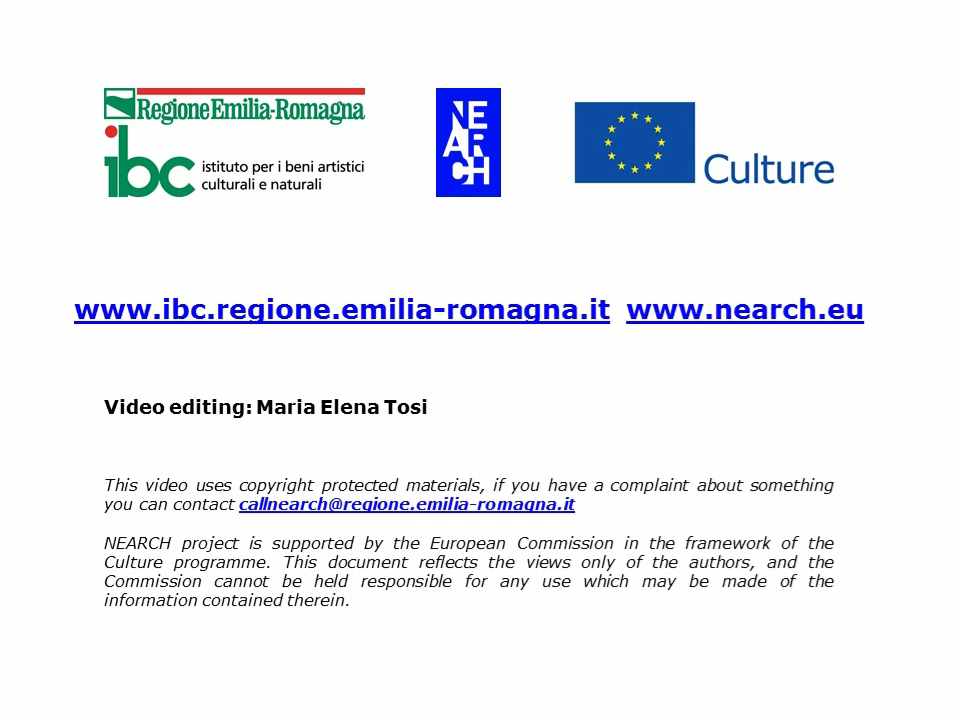 RegioneEmilia-Romagna
ibc istituto per i beni artistici
culturali e naturali
NE
AR
CH
Culture
www.ibc.regione.emilia-romagna.it www.nearch.eu
Video editing: Maria Elena Tosi
This video uses copyright protected materials, if you have a complaint about something
you can contact callnearch@regione.emilia-romagna.it
NEARCH project is supported by the European Commission in the framework of the
Culture programme. This document reflects the views only of the authors, and the
Commission cannot be held responsible for any use which may be made of the
information contained therein.